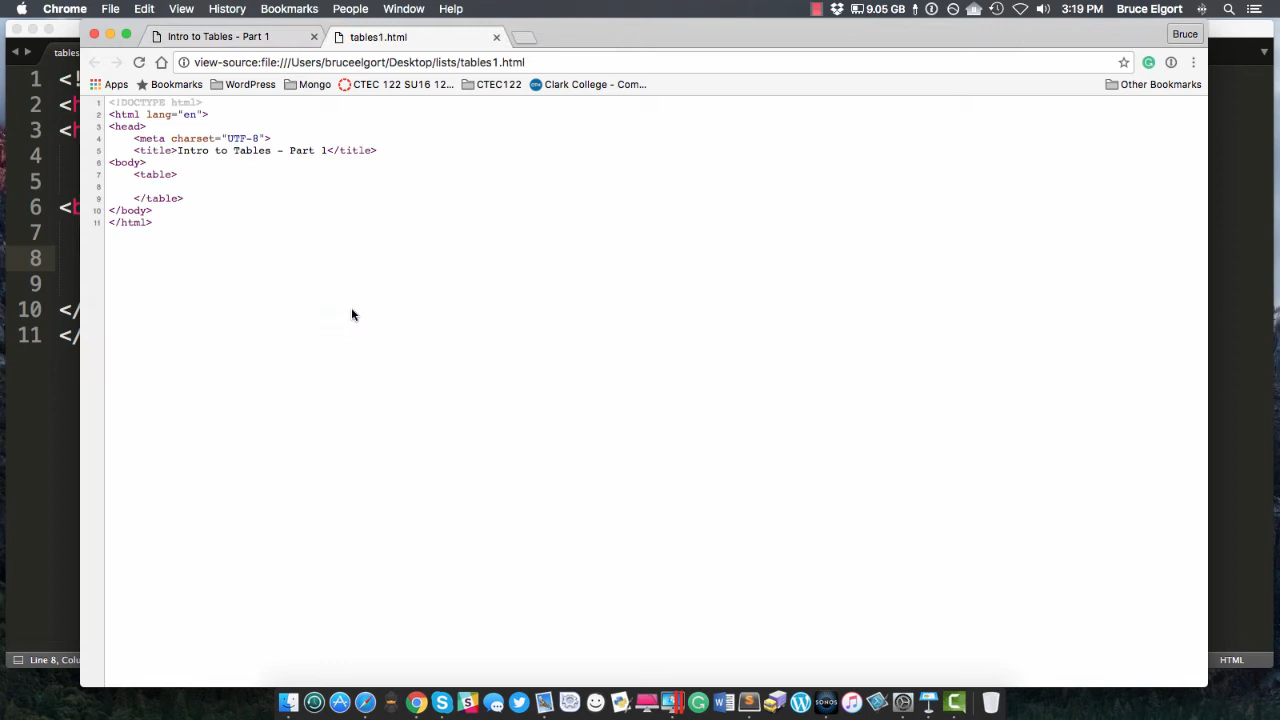 Chrome File Edit View History Bookmarks People Window Help 9.05 GB 3:19 PM Bruce Elgort
tables
Intro to Tables - Part 1
tables1.html
Bruce
view-source:file:///Users/bruceelgort/Desktop/lists/tables1.html
Apps Bookmarks WordPress Mongo CTEC 122 SU16 12... CTEC122 Clark College - Com... Other Bookmarks
1 <!DOCTYPE html>
2 <html lang="en">
3 <head>
4 <meta charset="UTF-8">
5 <title>Intro to Tables - Part 1</title>
6 <body>
7 <table>
8
9 </table>
10 </body>
11 </html>
1 <!
2 <h
3 <h
4
5
6 <b
7
8
9
10 </
11 </
Line 8, Colu
HTML
SONOS